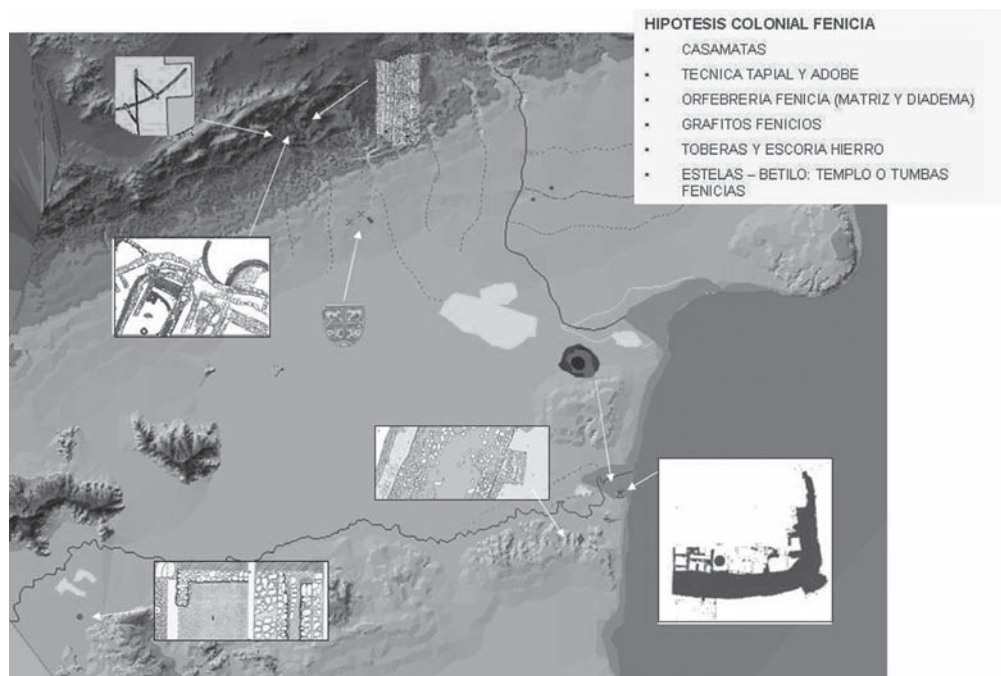 HIPOTESIS COLONIAL FENICIA
▪ CASAMATAS
▪ TECNICA TAPIAL Y ADOBE
▪ ORFEBRERIA FENICIA (MATRIZ Y DIADEMA)
▪ GRAFITOS FENICIOS
▪ TOBERAS Y ESCORIA HIERRO
▪ ESTELAS – BETILO: TEMPLO O TUMBAS
FENICIAS